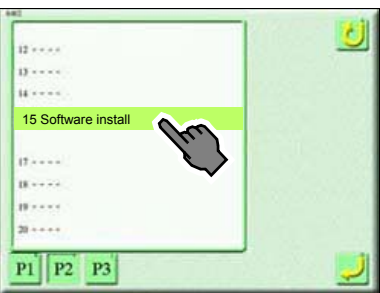 12 - - - -
13 - - - -
14 - - - -
15 Software install
17 - - - -
18 - - - -
19 - - - -
20 - - - -
P1 P2 P3